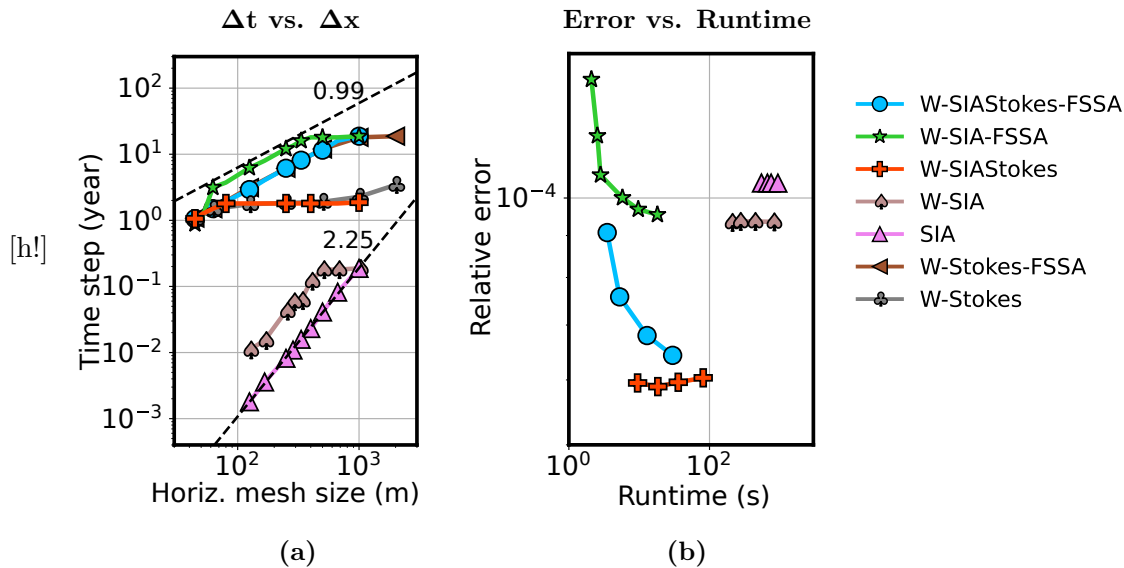 Δt vs. Δx
Error vs. Runtime
[h!]
Time step (year)
10²
10¹
10⁰
10⁻¹
10⁻²
10⁻³
0.99
2.25
10²
10³
Horiz. mesh size (m)
(a)
Relative error
10⁻⁴
10⁰
10²
Runtime (s)
(b)
W-SIAStokes-FSSA
W-SIA-FSSA
W-SIAStokes
W-SIA
SIA
W-Stokes-FSSA
W-Stokes